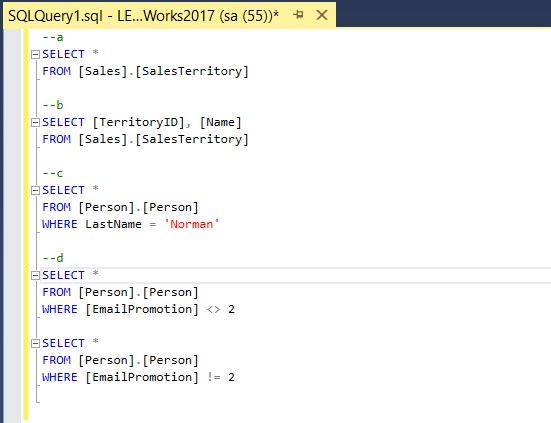 SQLQuery1.sql - LE...Works2017 (sa (55))*
--a
SELECT *
FROM [Sales].[SalesTerritory]
--b
SELECT [TerritoryID], [Name]
FROM [Sales].[SalesTerritory]
--c
SELECT *
FROM [Person].[Person]
WHERE LastName = 'Norman'
--d
SELECT *
FROM [Person].[Person]
WHERE [EmailPromotion] <> 2
SELECT *
FROM [Person].[Person]
WHERE [EmailPromotion] != 2